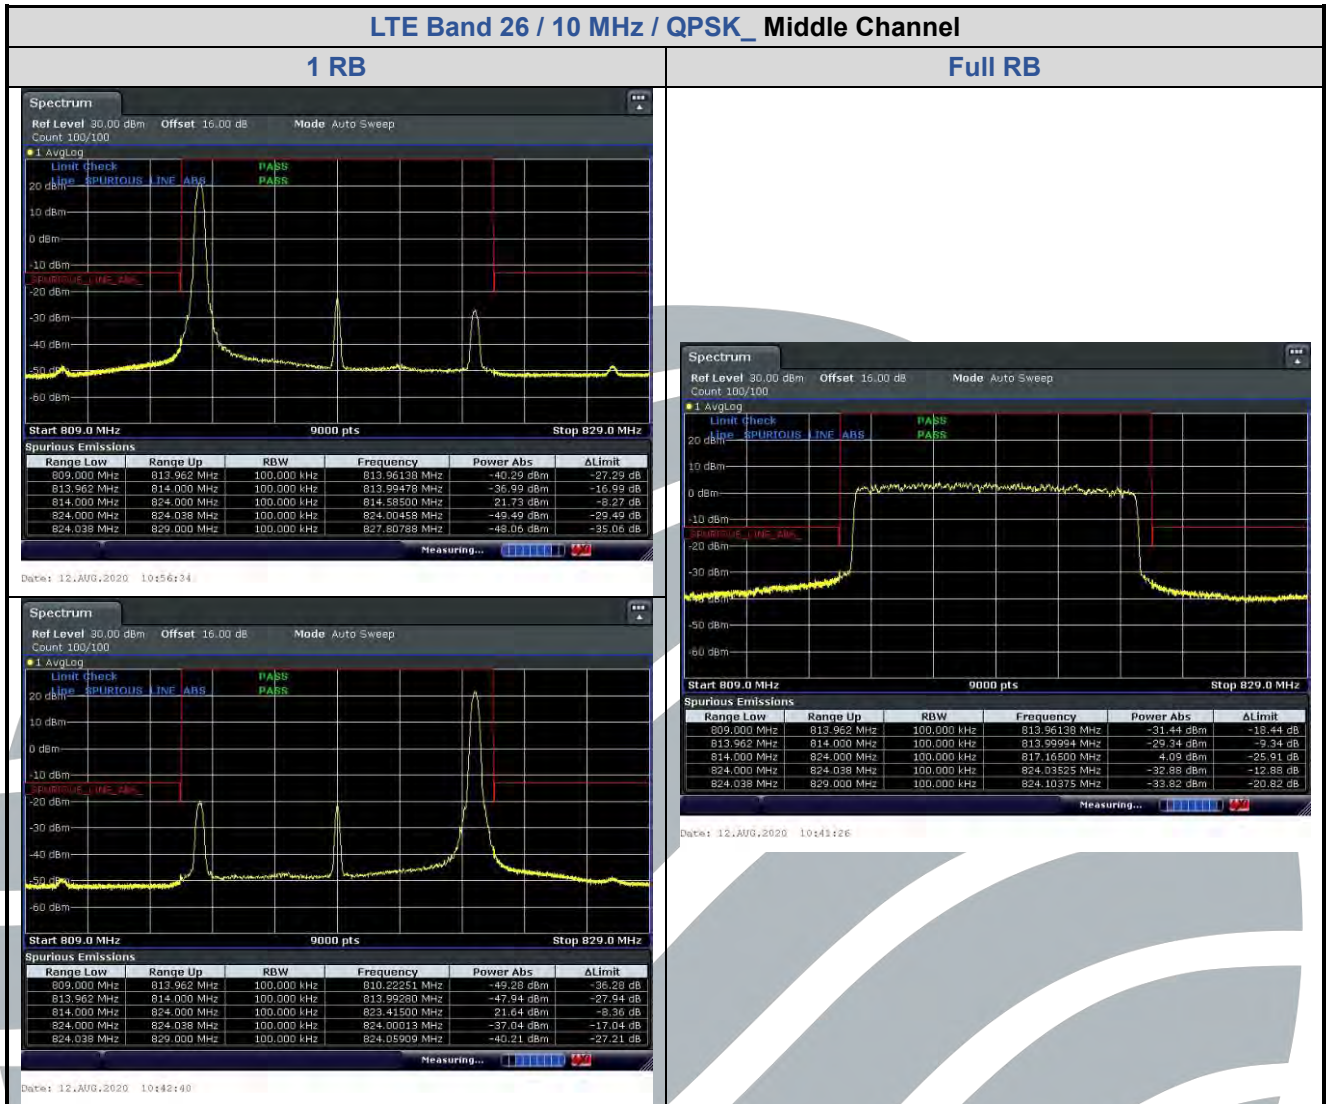 LTE Band 26 / 10 MHz / QPSK_ Middle Channel
1 RB
Full RB
Spectrum
Ref Level 30.00 dBm Offset 16.00 dB Mode Auto Sweep
Count 100/100
1 AvgLog
Limit Check PASS
Line _SPURIOUS_LINE_ABS_ PASS
20 dBm
10 dBm
0 dBm
-10 dBm
_SPURIOUS_LINE_ABS_
-20 dBm
-30 dBm
-40 dBm
-50 dBm
-60 dBm
Start 809.0 MHz 9000 pts Stop 829.0 MHz
Spurious Emissions
Range Low Range Up RBW Frequency Power Abs ΔLimit
809.000 MHz 813.962 MHz 100.000 kHz 813.96138 MHz -40.29 dBm -27.29 dB
813.962 MHz 814.000 MHz 100.000 kHz 813.99478 MHz -36.99 dBm -16.99 dB
814.000 MHz 824.000 MHz 100.000 kHz 814.58500 MHz 21.73 dBm -8.27 dB
824.000 MHz 824.038 MHz 100.000 kHz 824.00458 MHz -49.49 dBm -29.49 dB
824.038 MHz 829.000 MHz 100.000 kHz 827.80788 MHz -48.06 dBm -35.06 dB
Measuring...
Date: 12.AUG.2020 10:56:34
Spectrum
Ref Level 30.00 dBm Offset 16.00 dB Mode Auto Sweep
Count 100/100
1 AvgLog
Limit Check PASS
Line _SPURIOUS_LINE_ABS_ PASS
20 dBm
10 dBm
0 dBm
-10 dBm
_SPURIOUS_LINE_ABS_
-20 dBm
-30 dBm
-40 dBm
-50 dBm
-60 dBm
Start 809.0 MHz 9000 pts Stop 829.0 MHz
Spurious Emissions
Range Low Range Up RBW Frequency Power Abs ΔLimit
809.000 MHz 813.962 MHz 100.000 kHz 810.22251 MHz -49.28 dBm -36.28 dB
813.962 MHz 814.000 MHz 100.000 kHz 813.99280 MHz -47.94 dBm -27.94 dB
814.000 MHz 824.000 MHz 100.000 kHz 823.41500 MHz 21.64 dBm -8.36 dB
824.000 MHz 824.038 MHz 100.000 kHz 824.00013 MHz -37.04 dBm -17.04 dB
824.038 MHz 829.000 MHz 100.000 kHz 824.05909 MHz -40.21 dBm -27.21 dB
Measuring...
Date: 12.AUG.2020 10:42:40
Spectrum
Ref Level 30.00 dBm Offset 16.00 dB Mode Auto Sweep
Count 100/100
1 AvgLog
Limit Check PASS
Line _SPURIOUS_LINE_ABS_ PASS
20 dBm
10 dBm
0 dBm
-10 dBm
_SPURIOUS_LINE_ABS_
-20 dBm
-30 dBm
-40 dBm
-50 dBm
-60 dBm
Start 809.0 MHz 9000 pts Stop 829.0 MHz
Spurious Emissions
Range Low Range Up RBW Frequency Power Abs ΔLimit
809.000 MHz 813.962 MHz 100.000 kHz 813.96138 MHz -31.44 dBm -18.44 dB
813.962 MHz 814.000 MHz 100.000 kHz 813.99994 MHz -29.34 dBm -9.34 dB
814.000 MHz 824.000 MHz 100.000 kHz 817.16500 MHz 4.09 dBm -25.91 dB
824.000 MHz 824.038 MHz 100.000 kHz 824.03525 MHz -32.88 dBm -12.88 dB
824.038 MHz 829.000 MHz 100.000 kHz 824.10375 MHz -33.82 dBm -20.82 dB
Measuring...
Date: 12.AUG.2020 10:41:26